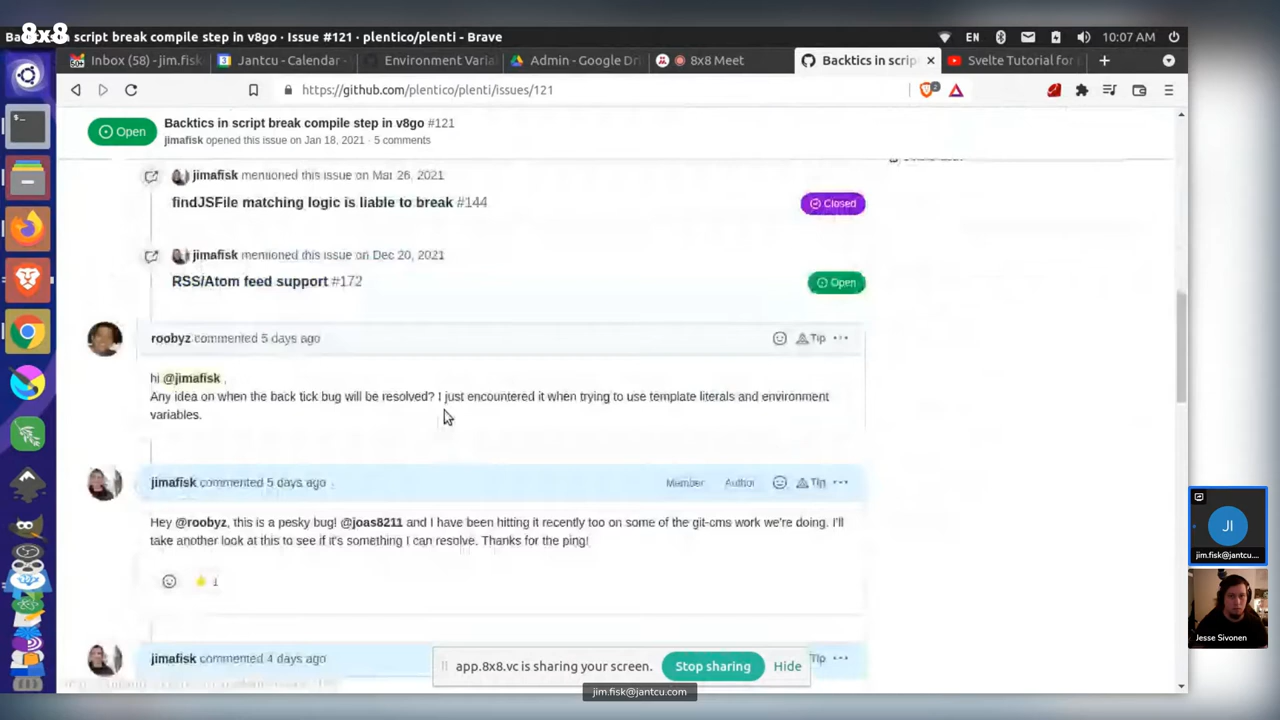 8x8
s in script break compile step in v8go · Issue #121 · plentico/plenti - Brave
EN
10:07 AM
50+
Inbox (58) - jim.fisk
Jantcu - Calendar -
Environment Varia
Admin - Google Dri
8x8 Meet
Backtics in scrip
Svelte Tutorial for
https://github.com/plentico/plenti/issues/121
2
Open
Backtics in script break compile step in v8go #121
jimafisk opened this issue on Jan 18, 2021 · 5 comments
jimafisk mentioned this issue on Mar 26, 2021
findJSFile matching logic is liable to break #144
Closed
jimafisk mentioned this issue on Dec 20, 2021
RSS/Atom feed support #172
Open
roobyz commented 5 days ago
Tip
hi @jimafisk ,
Any idea on when the back tick bug will be resolved? I just encountered it when trying to use template literals and environment
variables.
jimafisk commented 5 days ago
Member
Author
Tip
Hey @roobyz, this is a pesky bug! @joas8211 and I have been hitting it recently too on some of the git-cms work we're doing. I'll
take another look at this to see if it's something I can resolve. Thanks for the ping!
1
jimafisk commented 4 days ago
Tip
app.8x8.vc is sharing your screen.
Stop sharing
Hide
jim.fisk@jantcu.com
JI
jim.fisk@jantcu....
Jesse Sivonen